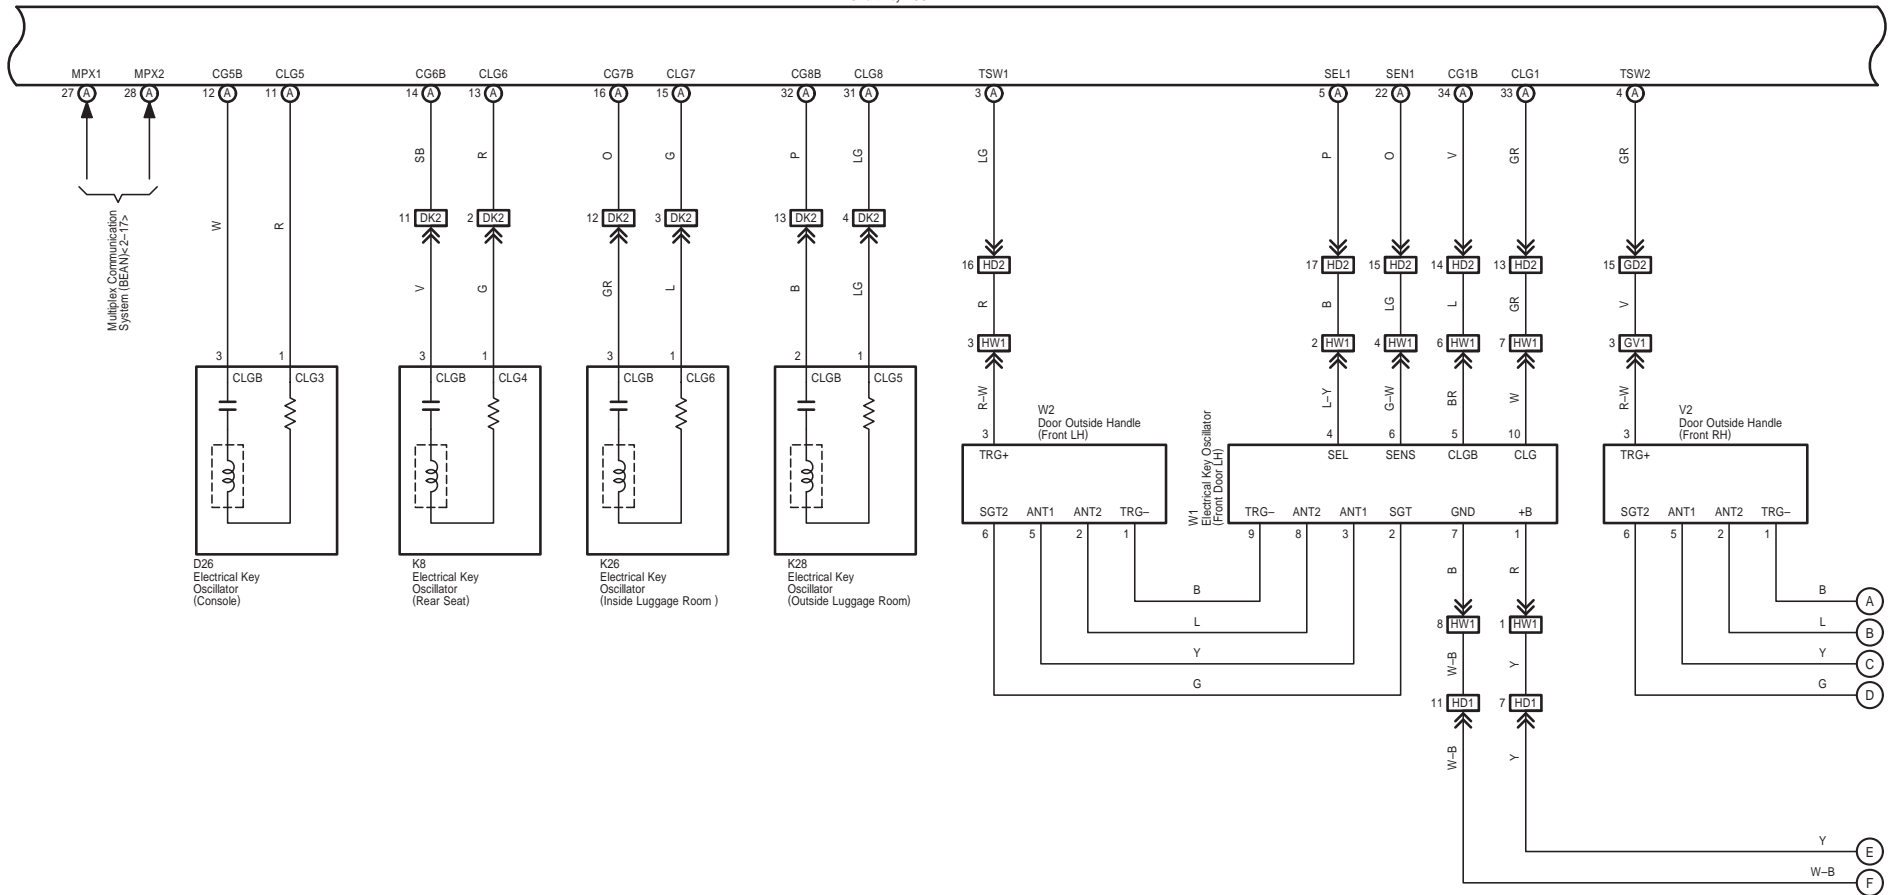 MPX1 MPX2 CG5B CLG5 CG6B CLG6 CG7B CLG7 CG8B CLG8 TSW1 SEL1 SEN1 CG1B CLG1 TSW2
27 A 28 A 12 A 11 A 14 A 13 A 16 A 15 A 32 A 31 A 3 A 5 A 22 A 34 A 33 A 4 A
SB R O G P LG LG P O V GR GR
W R
11 DK2 2 DK2 12 DK2 3 DK2 13 DK2 4 DK2
Multiplex Communication
System (BEAN)<2–17>
16 HD2 17 HD2 15 HD2 14 HD2 13 HD2 15 GD2
V G GR L B LG R B LG L GR V
3 HW1 2 HW1 4 HW1 6 HW1 7 HW1 3 GV1
3 1 3 1 3 1 2 1
CLGB CLG3 CLGB CLG4 CLGB CLG6 CLGB CLG5
R–W L–Y G–W BR W R–W
W2
Door Outside Handle
(Front LH)
W1
Electrical Key Oscillator
(Front Door LH)
V2
Door Outside Handle
(Front RH)
3 4 6 5 10 3
TRG+ SEL SENS CLGB CLG TRG+
SGT2 ANT1 ANT2 TRG– TRG– ANT2 ANT1 SGT GND +B SGT2 ANT1 ANT2 TRG–
6 5 2 1 9 8 3 2 7 1 6 5 2 1
D26
Electrical Key
Oscillator
(Console)
K8
Electrical Key
Oscillator
(Rear Seat)
K26
Electrical Key
Oscillator
(Inside Luggage Room )
K28
Electrical Key
Oscillator
(Outside Luggage Room)
B R
B B A
8 HW1 1 HW1
L L B
Y Y C
W–B Y
G G D
11 HD1 7 HD1
W–B Y
Y E
W–B F